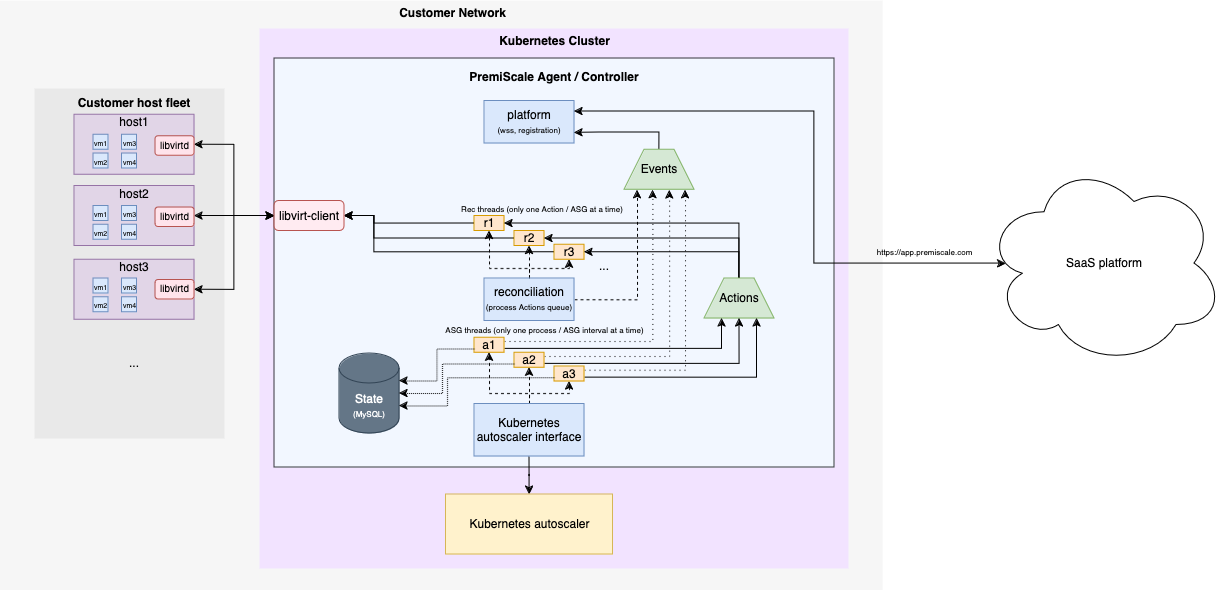 Customer Network
Kubernetes Cluster
PremiScale Agent / Controller
Customer host fleet
host1
vm1
vm3
vm2
vm4
libvirtd
host2
vm1
vm3
vm2
vm4
libvirtd
host3
vm1
vm3
vm2
vm4
libvirtd
...
libvirt-client
platform
(wss, registration)
Events
Rec threads (only one Action / ASG at a time)
r1
r2
r3
...
reconciliation
(process Actions queue)
Actions
ASG threads (only one process / ASG interval at a time)
a1
a2
a3
State
(MySQL)
Kubernetes
autoscaler interface
Kubernetes autoscaler
https://app.premiscale.com
SaaS platform